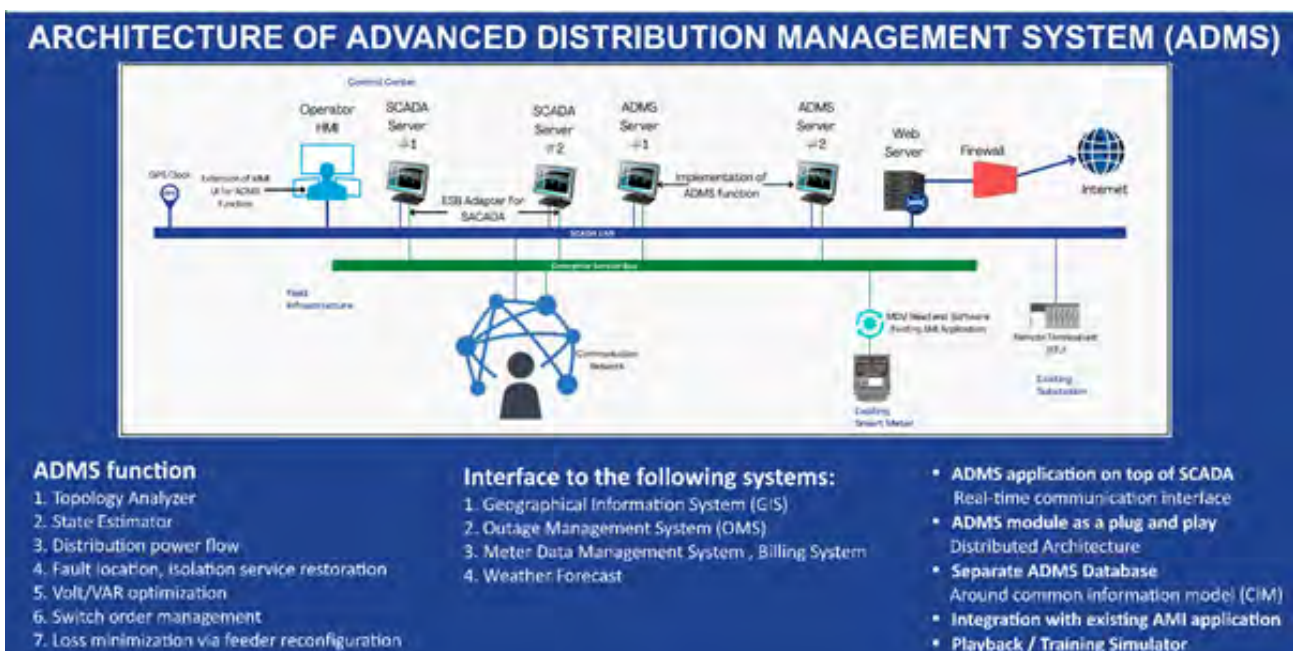 ARCHITECTURE OF ADVANCED DISTRIBUTION MANAGEMENT SYSTEM (ADMS)
Control Center
Operator
HMI
SCADA
Server
#1
SCADA
Server
#2
ADMS
Server
#1
ADMS
Server
#2
Web
Server
Firewall
Internet
GPS Clock
Extension of HMI
UI for ADMS
Function
ESB Adapter for
SACADA
Implementation of
ADMS function
SCADA LAN
Enterprise Service Bus
Field
Infrastructure
Communication
Network
Existing AMI Application
Existing
Smart Meter
Existing
Substation
ADMS function
1. Topology Analyzer
2. State Estimator
3. Distribution power flow
4. Fault location, isolation service restoration
5. Volt/VAR optimization
6. Switch order management
7. Loss minimization via feeder reconfiguration
Interface to the following systems:
1. Geographical Information System (GIS)
2. Outage Management System (OMS)
3. Meter Data Management System , Billing System
4. Weather Forecast
• ADMS application on top of SCADA
Real-time communication interface
• ADMS module as a plug and play
Distributed Architecture
• Separate ADMS Database
Around common information model (CIM)
• Integration with existing AMI application
• Playback / Training Simulator